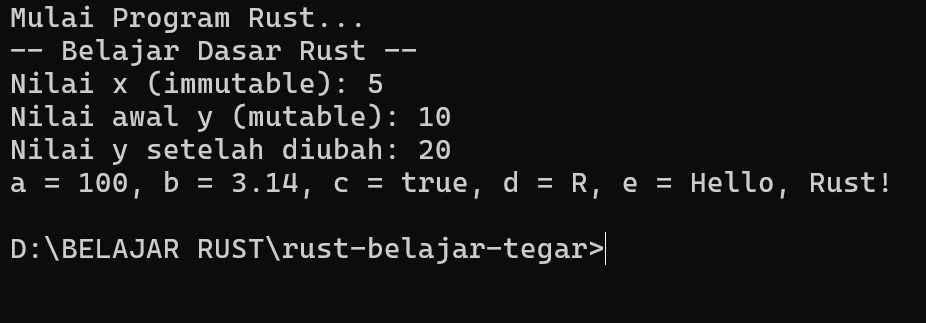 Mulai Program Rust...
-- Belajar Dasar Rust --
Nilai x (immutable): 5
Nilai awal y (mutable): 10
Nilai y setelah diubah: 20
a = 100, b = 3.14, c = true, d = R, e = Hello, Rust!
D:\BELAJAR RUST\rust-belajar-tegar>